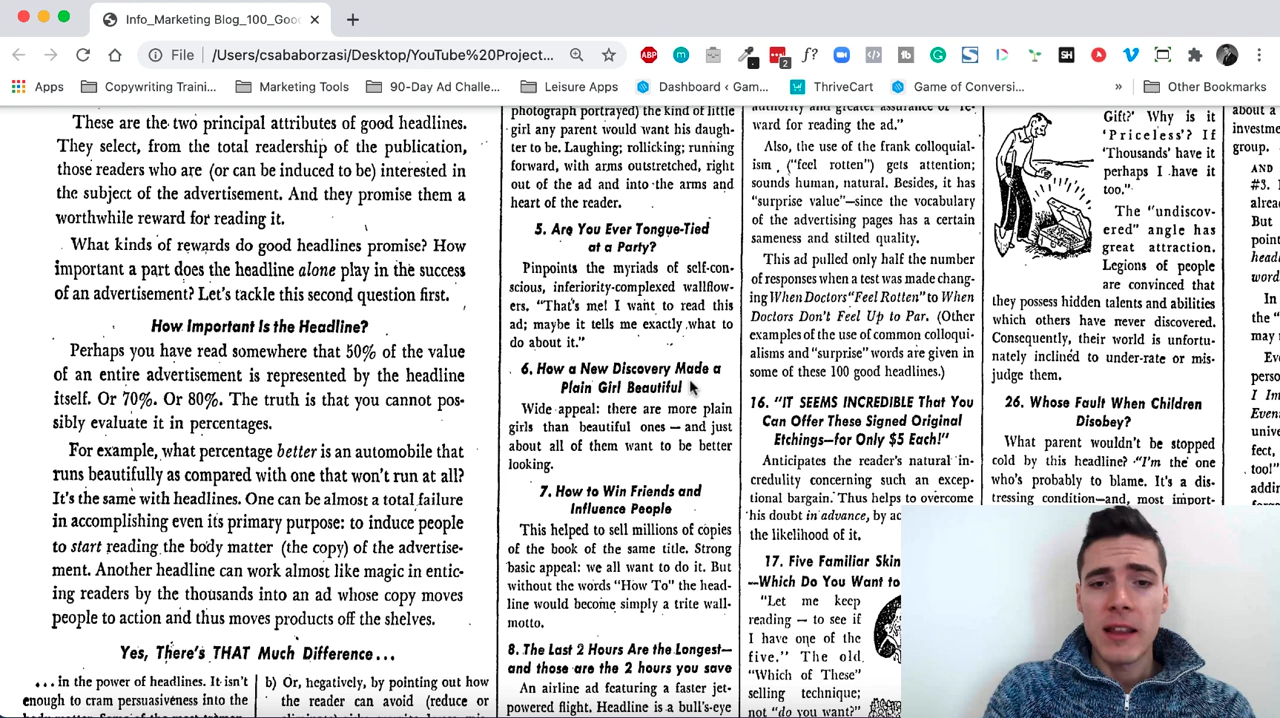 Info_Marketing Blog_100_Goo
File
/Users/csababorzasi/Desktop/YouTube%20Project...
ABP
m
2
f?
tb
SH
Apps
Copywriting Traini...
Marketing Tools
90-Day Ad Challe...
Leisure Apps
Dashboard ‹ Gam...
ThriveCart
Game of Conversi...
»
Other Bookmarks
These are the two principal attributes of good headlines.
They select, from the total readership of the publication,
those readers who are (or can be induced to be) interested
in the subject of the advertisement. And they promise them a
worthwhile reward for reading it.
What kinds of rewards do good headlines promise? How
important a part does the headline alone play in the success
of an advertisement? Let's tackle this second question first.
How Important Is the Headline?
Perhaps you have read somewhere that 50% of the value
of an entire advertisement is represented by the headline
itself. Or 70%. Or 80%. The truth is that you cannot pos-
sibly evaluate it in percentages.
For example, what percentage better is an automobile that
runs beautifully as compared with one that won't run at all?
It's the same with headlines. One can be almost a total failure
in accomplishing even its primary purpose: to induce people
to start reading the body matter (the copy) of the advertise-
ment. Another headline can work almost like magic in entic-
ing readers by the thousands into an ad whose copy moves
people to action and thus moves products off the shelves.
Yes, There's THAT Much Difference...
... in the power of headlines. It isn't
enough to cram persuasiveness into the
b) Or, negatively, by pointing out how
the reader can avoid (reduce or
photograph portrayed) the kind of little
girl any parent would want his daugh-
ter to be. Laughing; rollicking; running
forward, with arms outstretched, right
out of the ad and into the arms and
heart of the reader.
5. Are You Ever Tongue-Tied
at a Party?
Pinpoints the myriads of self-con-
scious, inferiority-complexed wallflow-
ers. "That's me! I want to read this
ad; maybe it tells me exactly what to
do about it."
6. How a New Discovery Made a
Plain Girl Beautiful
Wide appeal: there are more plain
girls than beautiful ones — and just
about all of them want to be better
looking.
7. How to Win Friends and
Influence People
This helped to sell millions of copies
of the book of the same title. Strong
basic appeal: we all want to do it. But
without the words "How To" the head-
line would become simply a trite wall-
motto.
8. The Last 2 Hours Are the Longest—
and those are the 2 hours you save
An airline ad featuring a faster jet-
powered flight. Headline is a bull's-eye
authority and greater assurance of "re-
ward for reading the ad."
Also, the use of the frank colloquial-
ism ("feel rotten") gets attention;
sounds human, natural. Besides, it has
"surprise value"—since the vocabulary
of the advertising pages has a certain
sameness and stilted quality.
This ad pulled only half the number
of responses when a test was made chang-
ing When Doctors "Feel Rotten" to When
Doctors Don't Feel Up to Par. (Other
examples of the use of common colloqui-
alisms and "surprise" words are given in
some of these 100 good headlines.)
16. "IT SEEMS INCREDIBLE That You
Can Offer These Signed Original
Etchings—for Only $5 Each!"
Anticipates the reader's natural in-
credulity concerning such an excep-
tional bargain. Thus helps to overcome
his doubt in advance, by ac
the likelihood of it.
17. Five Familiar Skin
—Which Do You Want to
"Let me keep
reading — to see if
I have one of the
five." The old
"Which of These"
selling technique;
not "do you want?"
Gift?' Why is it
'Priceless'? If
'Thousands' have it
perhaps I have it
too."
The "undiscov-
ered" angle has
great attraction.
Legions of people
are convinced that
they possess hidden talents and abilities
which others have never discovered.
Consequently, their world is unfortu-
nately inclined to under-rate or mis-
judge them.
26. Whose Fault When Children
Disobey?
What parent wouldn't be stopped
cold by this headline? "I'm the one
who's probably to blame. It's a dis-
tressing condition—and, most import-
about a
investme
group.
AND
#3. I
alread
But
point
headl
word
In
the "
may
Eve
perso
I Im
Even
unive
fect,
too!"
addin